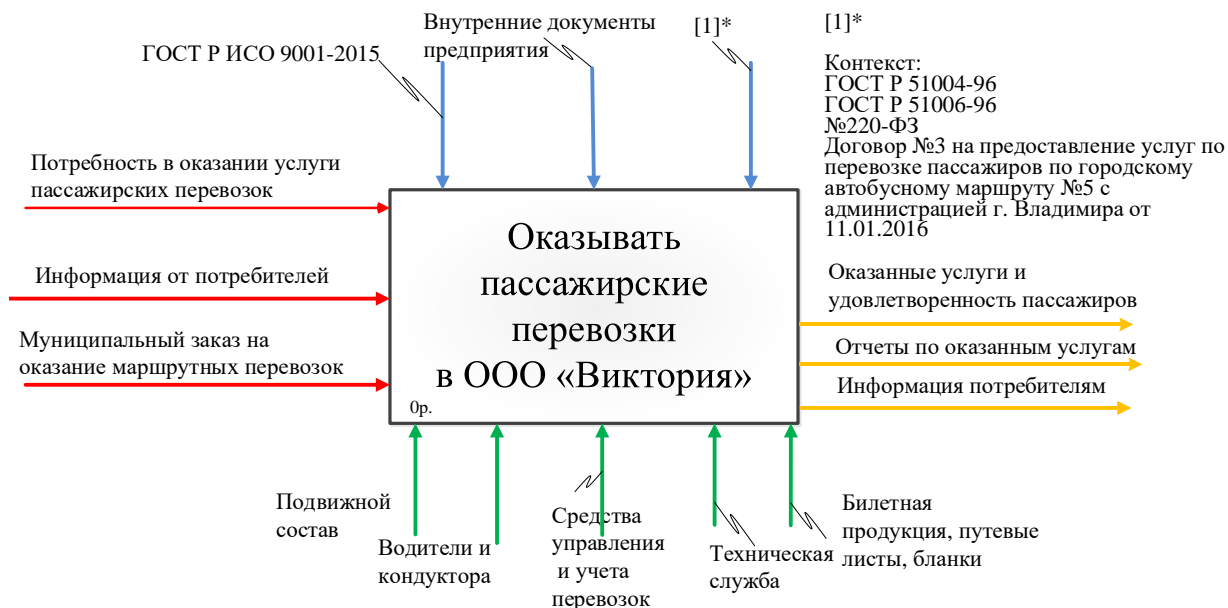 ГОСТ Р ИСО 9001-2015
Внутренние документы
предприятия
[1]*
[1]*
Контекст:
ГОСТ Р 51004-96
ГОСТ Р 51006-96
№220-ФЗ
Договор №3 на предоставление услуг по
перевозке пассажиров по городскому
автобусному маршруту №5 с
администрацией г. Владимира от
11.01.2016
Потребность в оказании услуги
пассажирских перевозок
Информация от потребителей
Муниципальный заказ на
оказание маршрутных перевозок
Оказывать
пассажирские
перевозки
в ООО «Виктория»
0р.
Оказанные услуги и
удовлетворенность пассажиров
Отчеты по оказанным услугам
Информация потребителям
Подвижной
состав
Водители и
кондуктора
Средства
управления
и учета
перевозок
Техническая
служба
Билетная
продукция, путевые
листы, бланки